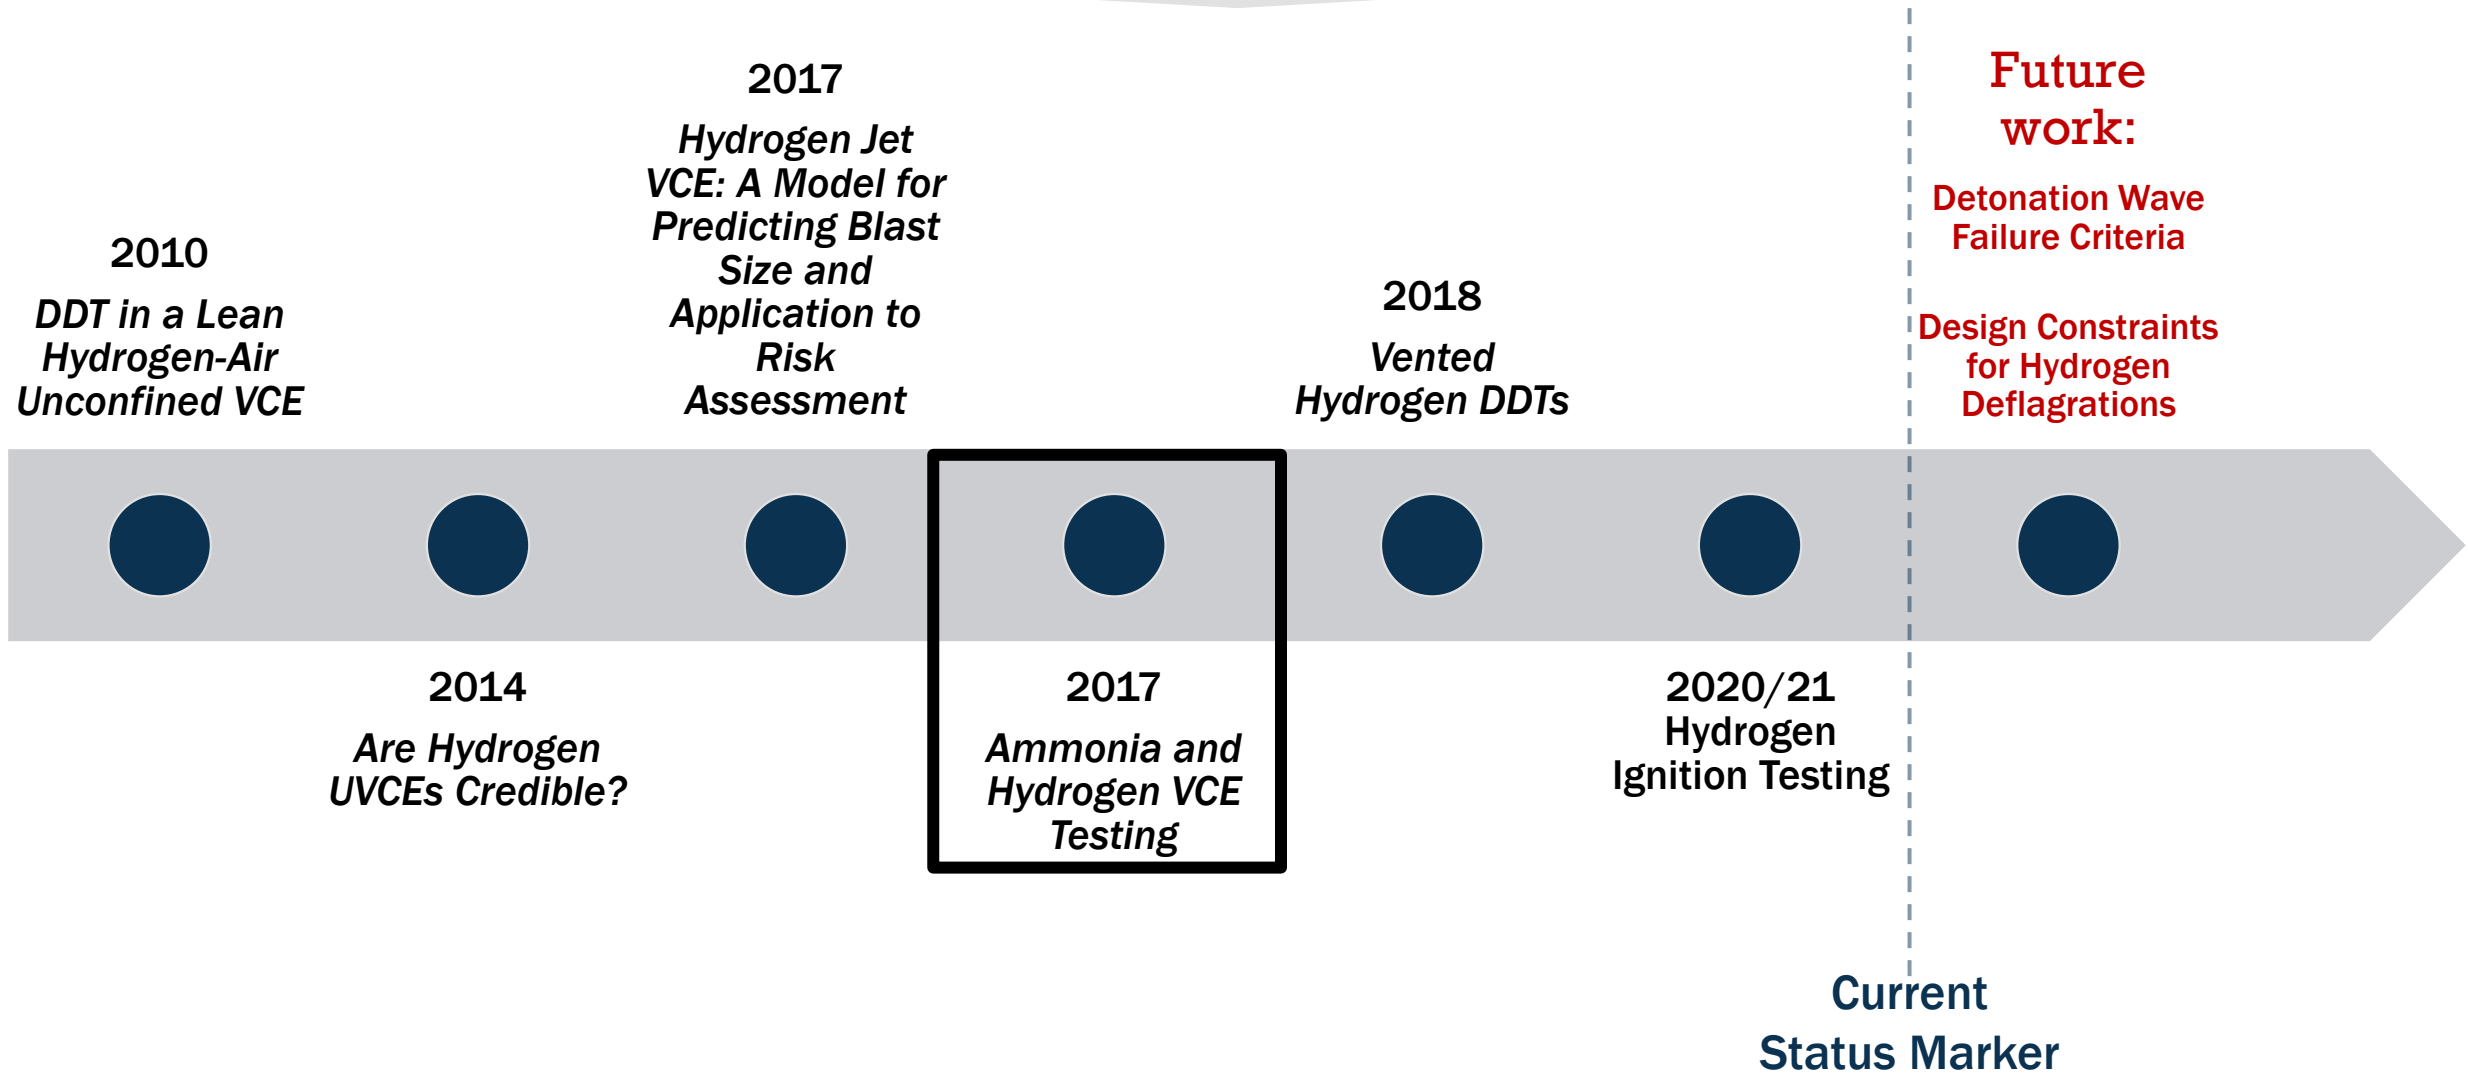 2010
DDT in a Lean
Hydrogen-Air
Unconfined VCE
2014
Are Hydrogen
UVCEs Credible?
2017
Hydrogen Jet
VCE: A Model for
Predicting Blast
Size and
Application to
Risk
Assessment
2017
Ammonia and
Hydrogen VCE
Testing
2018
Vented
Hydrogen DDTs
2020/21
Hydrogen
Ignition Testing
Future
work:
Detonation Wave
Failure Criteria
Design Constraints
for Hydrogen
Deflagrations
Current
Status Marker